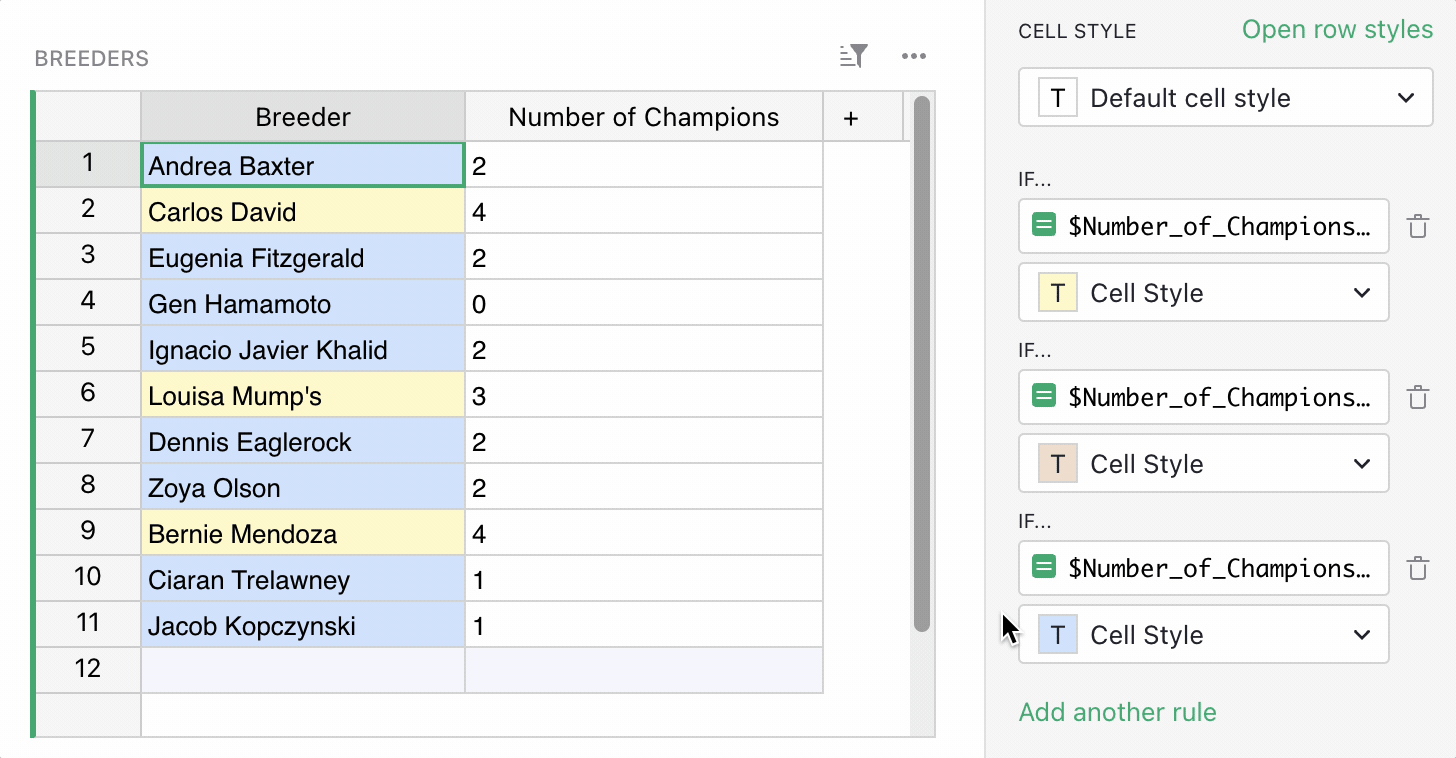 BREEDERS
Breeder Number of Champions +
1 Andrea Baxter 2
2 Carlos David 4
3 Eugenia Fitzgerald 2
4 Gen Hamamoto 0
5 Ignacio Javier Khalid 2
6 Louisa Mump's 3
7 Dennis Eaglerock 2
8 Zoya Olson 2
9 Bernie Mendoza 4
10 Ciaran Trelawney 1
11 Jacob Kopczynski 1
12
CELL STYLE Open row styles
T Default cell style
IF...
= $Number_of_Champions…
T Cell Style
IF...
= $Number_of_Champions…
T Cell Style
IF...
= $Number_of_Champions…
T Cell Style
Add another rule